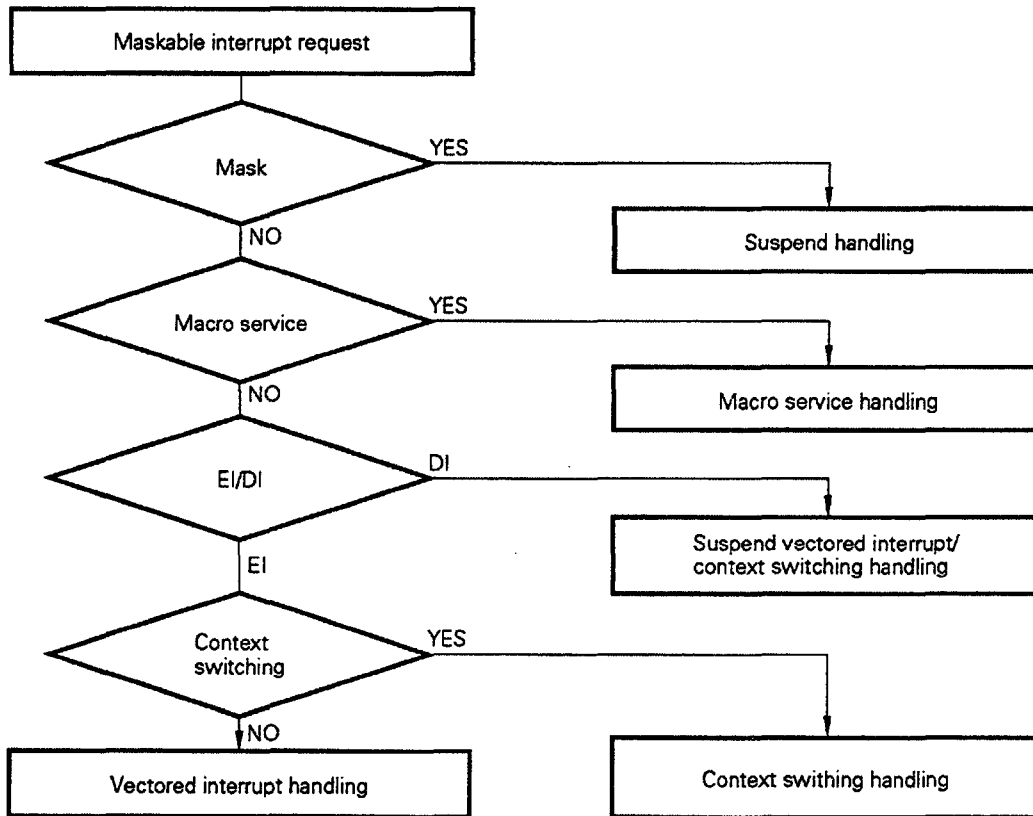 Maskable interrupt request
YES
Mask
NO
Suspend handling
YES
Macro service
NO
Macro service handling
DI
EI/DI
EI
Suspend vectored interrupt/
context switching handling
YES
Context
switching
NO
Vectored interrupt handling
Context swithing handling